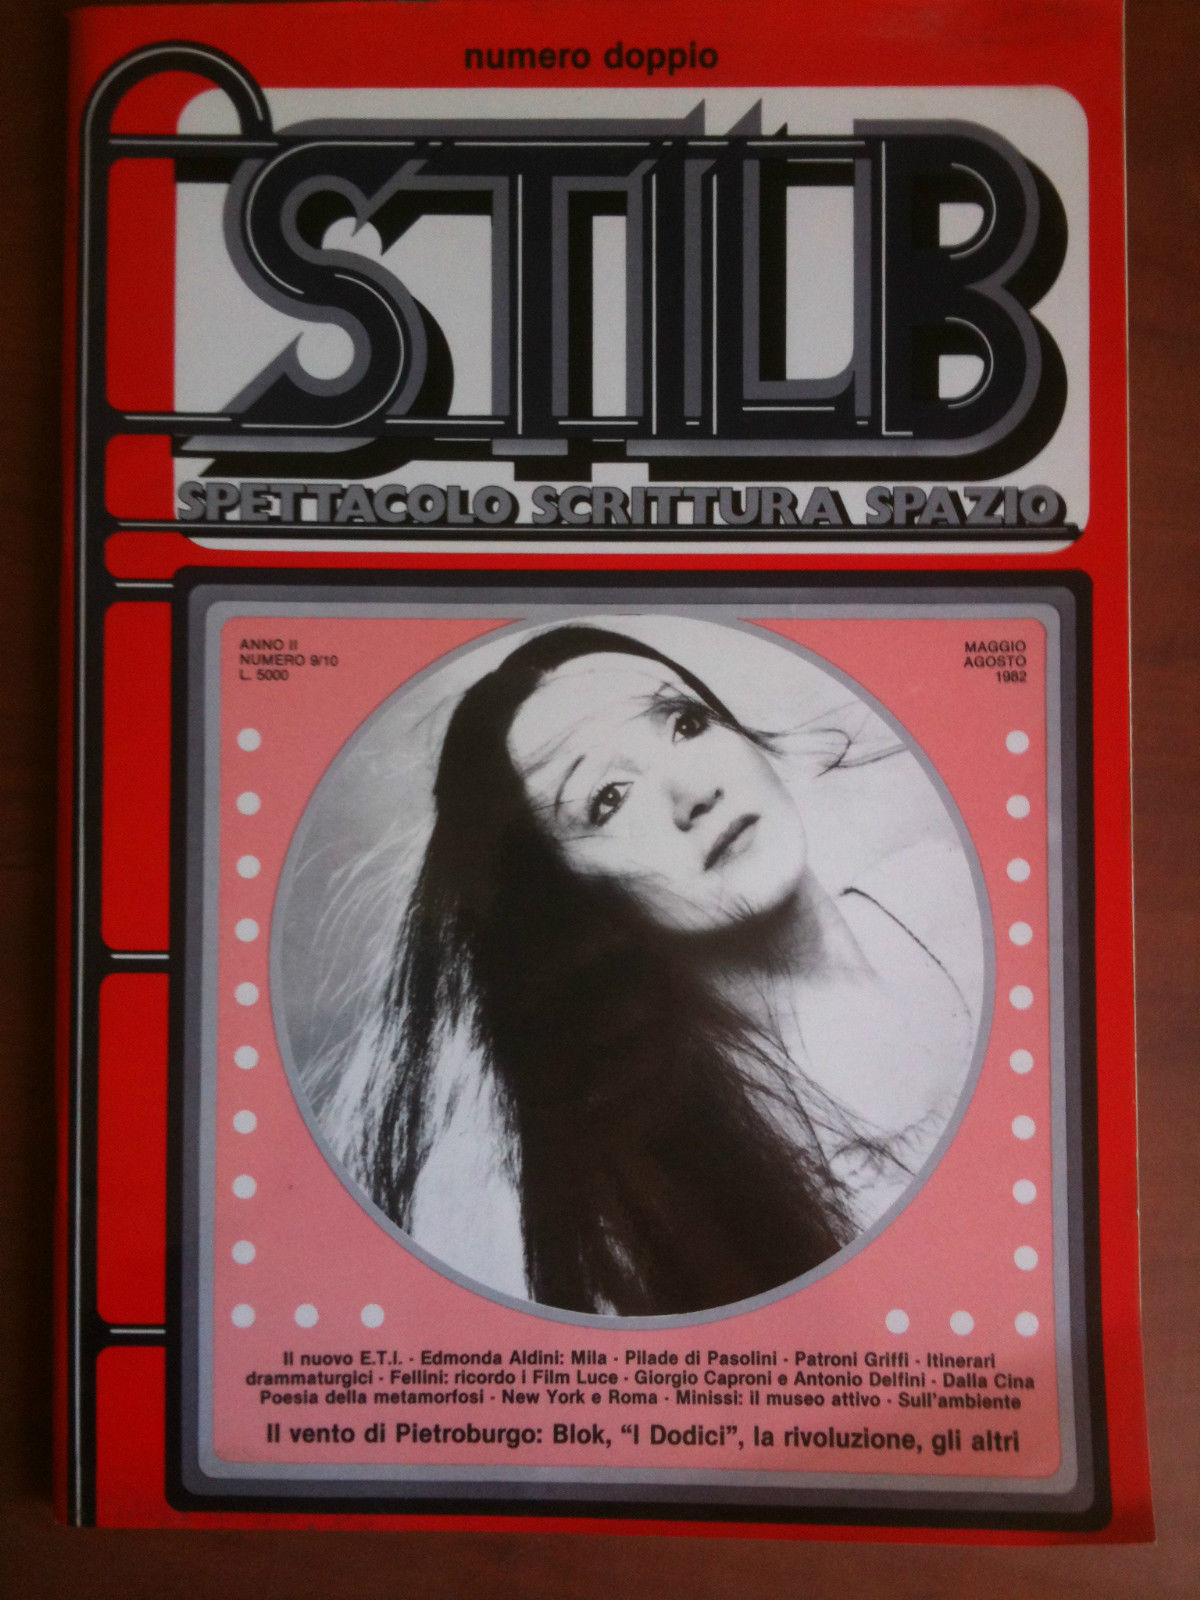 numero doppio
STILB
SPETTACOLO SCRITTURA SPAZIO
ANNO II
NUMERO 9/10
L. 5000
MAGGIO
AGOSTO
1982
Il nuovo E.T.I. - Edmonda Aldini: Mila - Pilade di Pasolini - Patroni Griffi - Itinerari
drammaturgici - Fellini: ricordo i Film Luce - Giorgio Caproni e Antonio Delfini - Dalla Cina
Poesia della metamorfosi - New York e Roma - Minissi: il museo attivo - Sull'ambiente
Il vento di Pietroburgo: Blok, “I Dodici”, la rivoluzione, gli altri